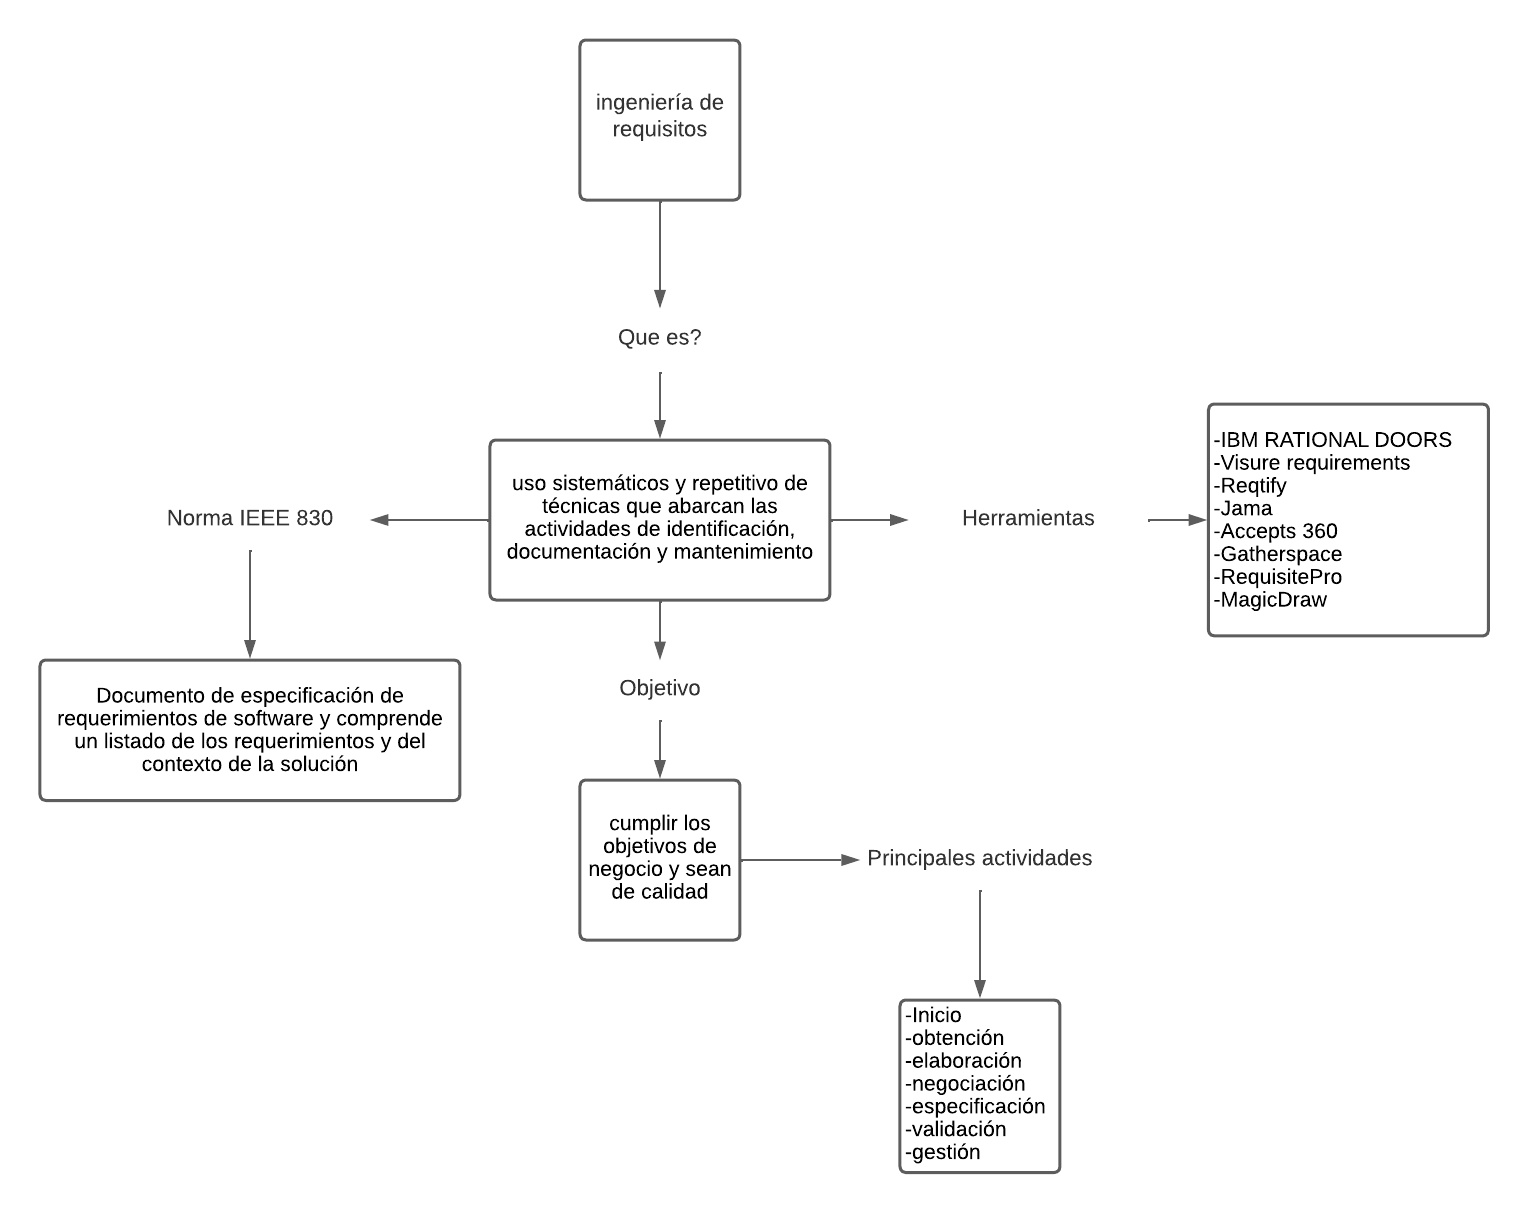 ingeniería de
requisitos
Que es?
uso sistemáticos y repetitivo de
técnicas que abarcan las
actividades de identificación,
documentación y mantenimiento
Norma IEEE 830
Documento de especificación de
requerimientos de software y comprende
un listado de los requerimientos y del
contexto de la solución
Herramientas
-IBM RATIONAL DOORS
-Visure requirements
-Reqtify
-Jama
-Accepts 360
-Gatherspace
-RequisitePro
-MagicDraw
Objetivo
cumplir los
objetivos de
negocio y sean
de calidad
Principales actividades
-Inicio
-obtención
-elaboración
-negociación
-especificación
-validación
-gestión